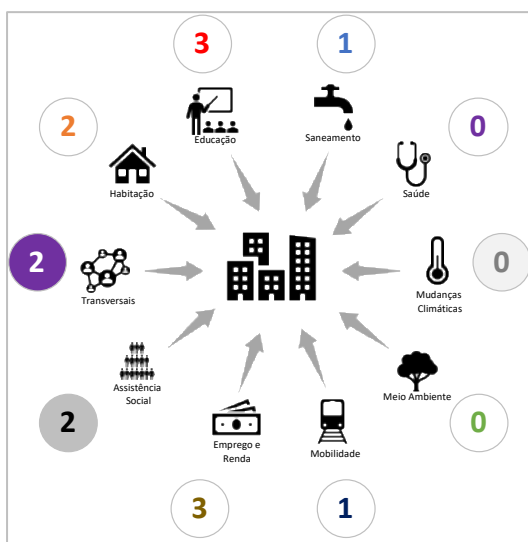 3
1
Educação
Saneamento
2
0
Habitação
Saúde
2
Transversais
0
Mudanças
Climáticas
Assistência
Social
Meio Ambiente
2
0
Emprego e
Renda
Mobilidade
3
1